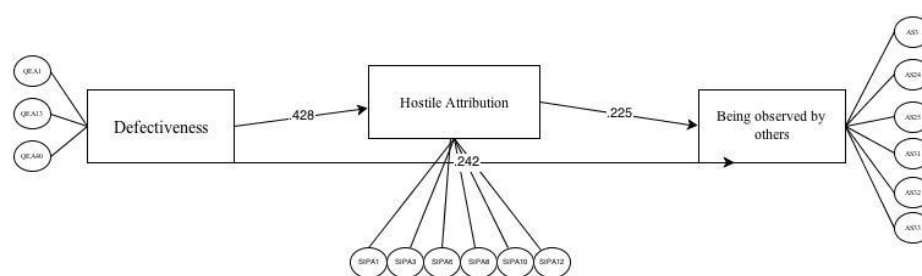 QEA1
QEA13
QEA40
Defectiveness
.428
Hostile Attribution
.225
Being observed by
others
.242
SIPA1
SIPA3
SIPA6
SIPA8
SIPA10
SIPA12
AS5
AS24
AS25
AS31
AS32
AS33